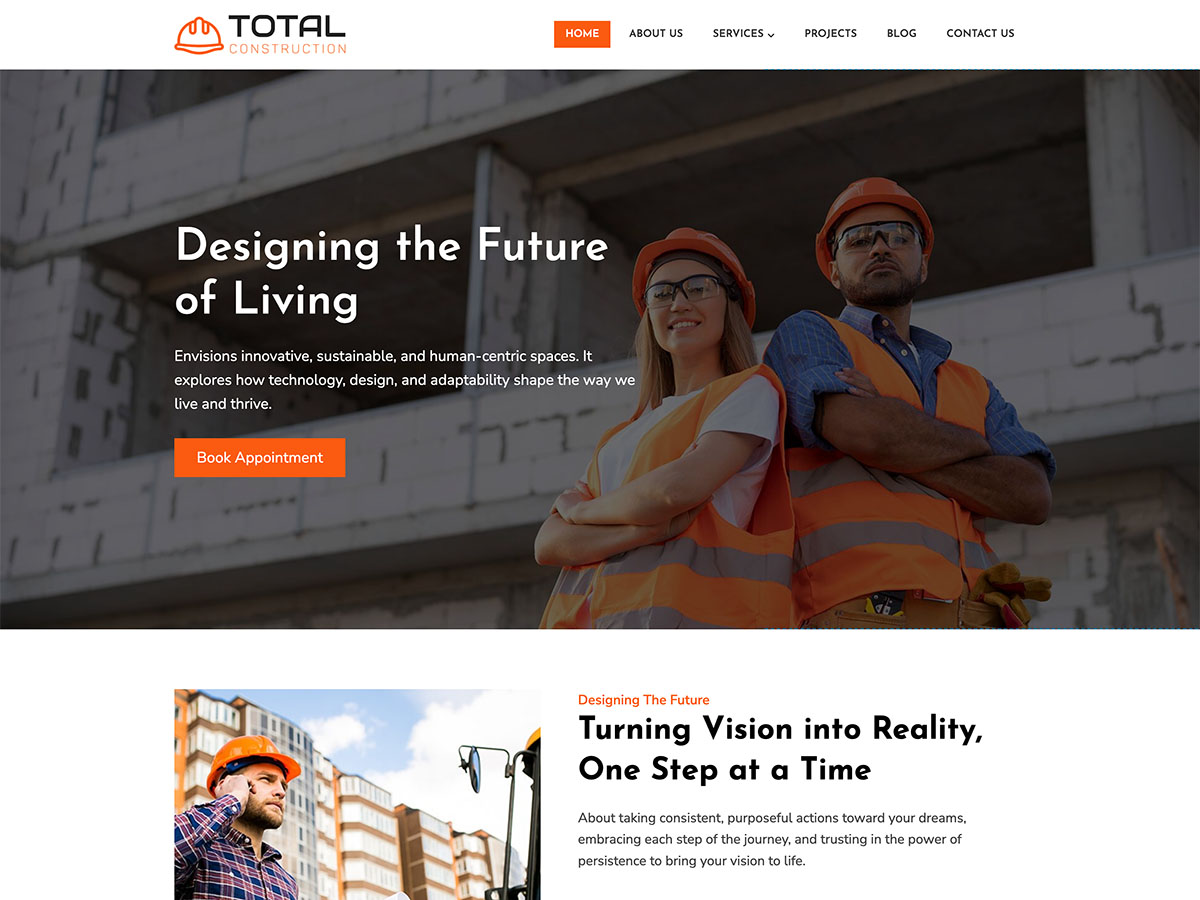 TOTAL
CONSTRUCTION
HOME
ABOUT US
SERVICES
PROJECTS
BLOG
CONTACT US
Designing the Future
of Living
Envisions innovative, sustainable, and human-centric spaces. It
explores how technology, design, and adaptability shape the way we
live and thrive.
Book Appointment
Designing The Future
Turning Vision into Reality,
One Step at a Time
About taking consistent, purposeful actions toward your dreams,
embracing each step of the journey, and trusting in the power of
persistence to bring your vision to life.